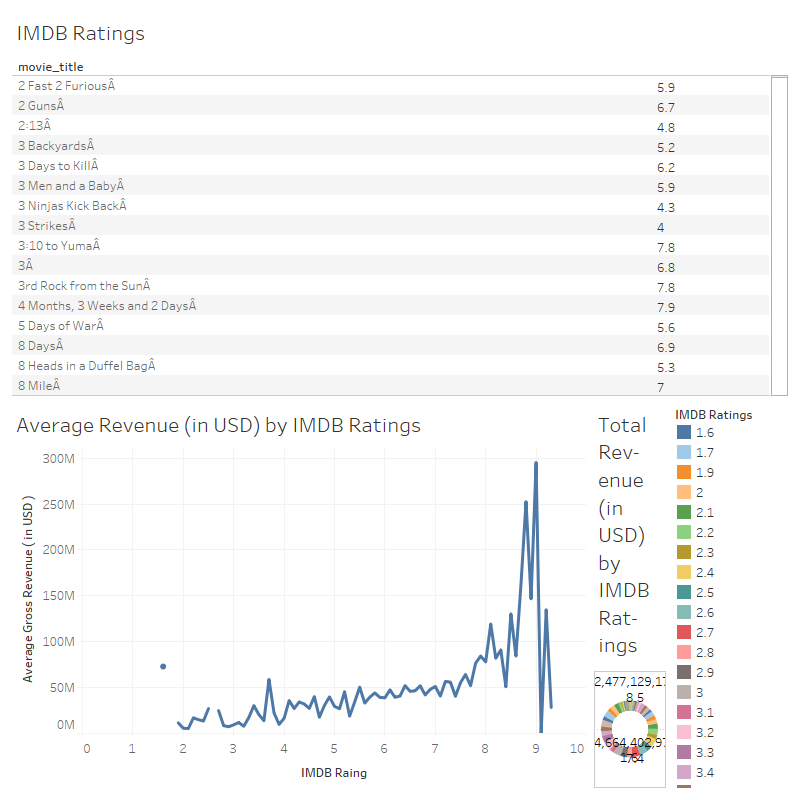 IMDB Ratings
movie_title
2 Fast 2 FuriousÂ 5.9
2 GunsÂ 6.7
2:13Â 4.8
3 BackyardsÂ 5.2
3 Days to KillÂ 6.2
3 Men and a BabyÂ 5.9
3 Ninjas Kick BackÂ 4.3
3 StrikesÂ 4
3:10 to YumaÂ 7.8
3Â 6.8
3rd Rock from the SunÂ 7.8
4 Months, 3 Weeks and 2 DaysÂ 7.9
5 Days of WarÂ 5.6
8 DaysÂ 6.9
8 Heads in a Duffel BagÂ 5.3
8 MileÂ 7
Average Revenue (in USD) by IMDB Ratings
300M
250M
200M
150M
100M
50M
0M
Average Gross Revenue ( in USD )
0 1 2 3 4 5 6 7 8 9 10
IMDB Raing
Total
Rev-
enue
(in
USD)
by
IMDB
Rat-
ings
2,477,129,17
8.5
4,402,97
IMDB Ratings
1.6
1.7
1.9
2
2.1
2.2
2.3
2.4
2.5
2.6
2.7
2.8
2.9
3
3.1
3.2
3.3
3.4